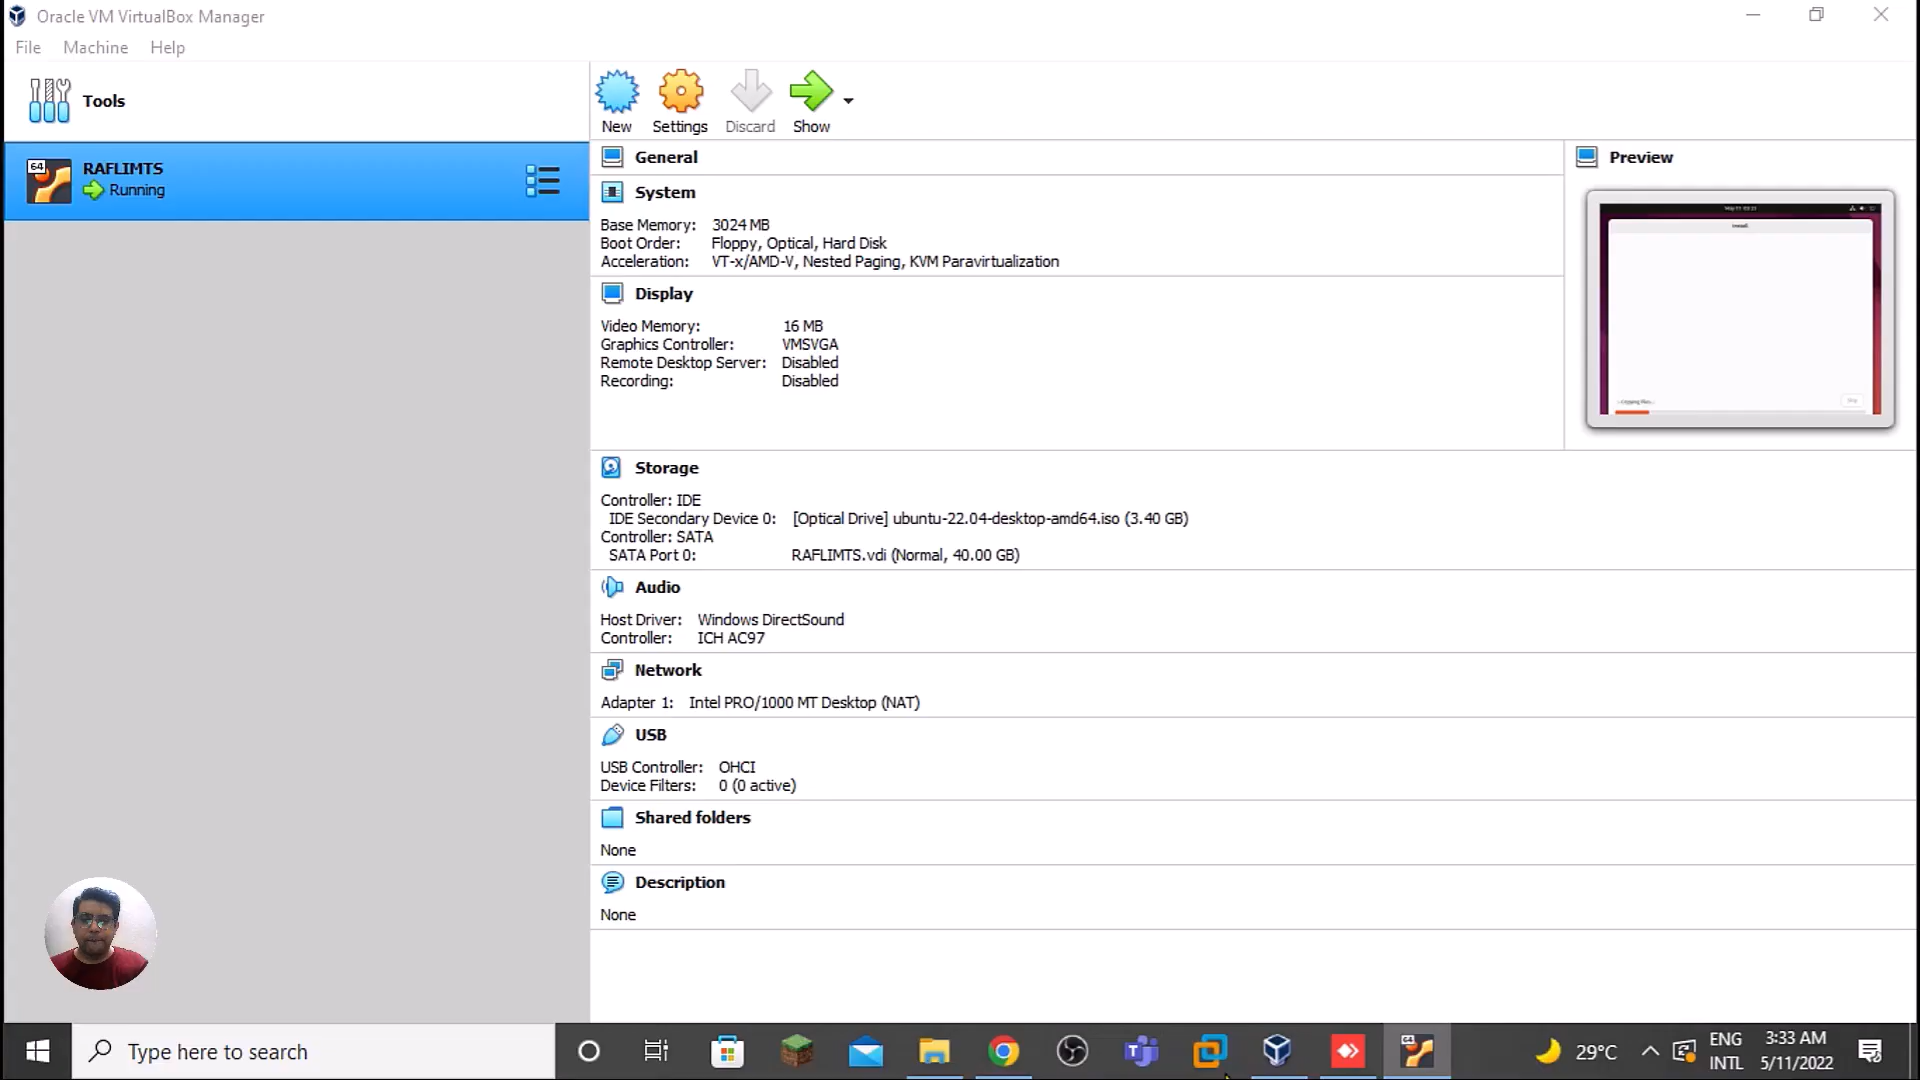 Oracle VM VirtualBox Manager
File Machine Help
Tools
New Settings Discard Show
64
RAFLIMTS
Running
General
System
Base Memory: 3024 MB
Boot Order: Floppy, Optical, Hard Disk
Acceleration: VT-x/AMD-V, Nested Paging, KVM Paravirtualization
Display
Video Memory: 16 MB
Graphics Controller: VMSVGA
Remote Desktop Server: Disabled
Recording: Disabled
Preview
Install
Copying files...
Skip
Storage
Controller: IDE
IDE Secondary Device 0: [Optical Drive] ubuntu-22.04-desktop-amd64.iso (3.40 GB)
Controller: SATA
SATA Port 0: RAFLIMTS.vdi (Normal, 40.00 GB)
Audio
Host Driver: Windows DirectSound
Controller: ICH AC97
Network
Adapter 1: Intel PRO/1000 MT Desktop (NAT)
USB
USB Controller: OHCI
Device Filters: 0 (0 active)
Shared folders
None
Description
None
Type here to search
29°C
ENG
INTL
3:33 AM
5/11/2022